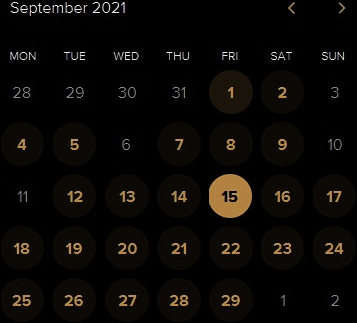 September 2021
MON TUE WED THU FRI SAT SUN
28 29 30 31 1 2 3
4 5 6 7 8 9 10
11 12 13 14 15 16 17
18 19 20 21 22 23 24
25 26 27 28 29 1 2